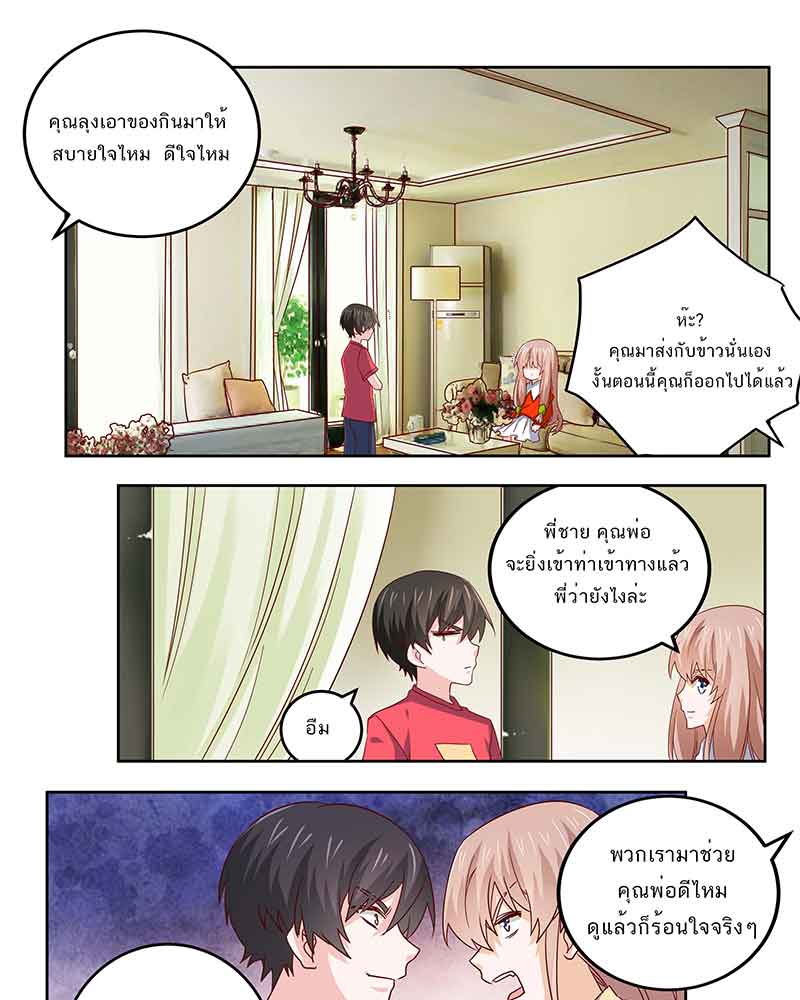 คุณลุงเอาของกินมาให้
สบายใจไหม ดีใจไหม
ห๊ะ?
คุณมาส่งกับข้าวนั่นเอง
งั้นตอนนี้คุณก็ออกไปได้แล้ว
พี่ชาย คุณพ่อ
จะยิ่งเข้าท่าเข้าทางแล้ว
พี่ว่ายังไงล่ะ
อืม
พวกเรามาช่วย
คุณพ่อดีไหม
ดูแล้วก็ร้อนใจจริงๆ